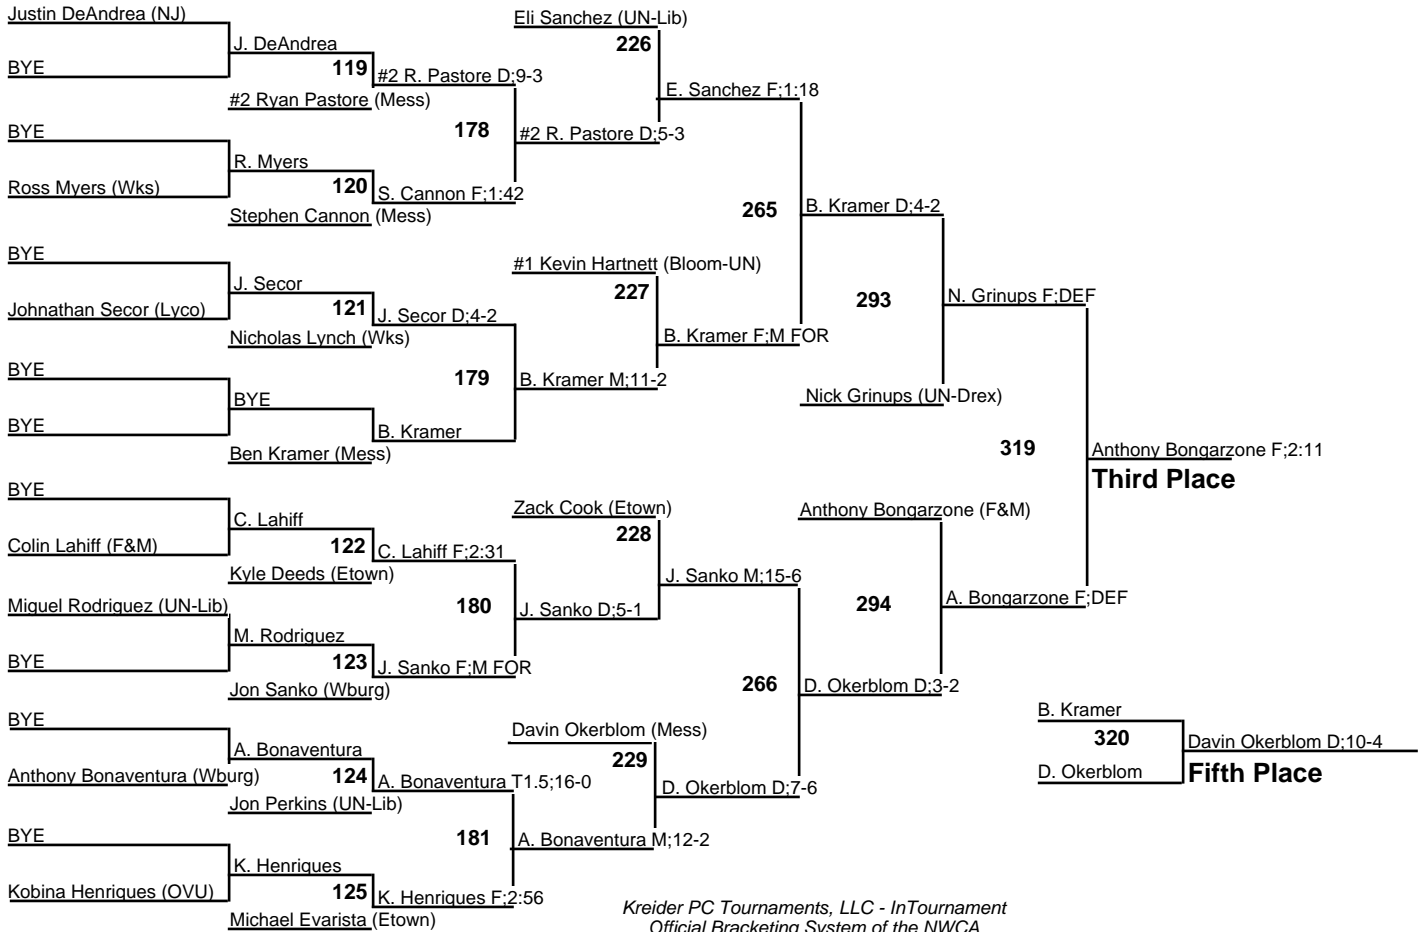 Justin DeAndrea (NJ)
BYE
J. DeAndrea
119
#2 Ryan Pastore (Mess)
#2 R. Pastore D;9-3
BYE
Ross Myers (Wks)
R. Myers
120
Stephen Cannon (Mess)
S. Cannon F;1:42
178
#2 R. Pastore D;5-3
Eli Sanchez (UN-Lib)
226
E. Sanchez F;1:18
BYE
Johnathan Secor (Lyco)
J. Secor
121
Nicholas Lynch (Wks)
J. Secor D;4-2
BYE
BYE
BYE
Ben Kramer (Mess)
B. Kramer
179
B. Kramer M;11-2
#1 Kevin Hartnett (Bloom-UN)
227
B. Kramer F;M FOR
265
B. Kramer D;4-2
293
Nick Grinups (UN-Drex)
N. Grinups F;DEF
BYE
Colin Lahiff (F&M)
C. Lahiff
122
Kyle Deeds (Etown)
C. Lahiff F;2:31
Miguel Rodriguez (UN-Lib)
BYE
M. Rodriguez
123
Jon Sanko (Wburg)
J. Sanko F;M FOR
180
J. Sanko D;5-1
Zack Cook (Etown)
228
J. Sanko M;15-6
BYE
Anthony Bonaventura (Wburg)
A. Bonaventura
124
Jon Perkins (UN-Lib)
A. Bonaventura T1.5;16-0
BYE
Kobina Henriques (OVU)
K. Henriques
125
Michael Evarista (Etown)
K. Henriques F;2:56
181
A. Bonaventura M;12-2
Davin Okerblom (Mess)
229
D. Okerblom D;7-6
266
D. Okerblom D;3-2
Anthony Bongarzone (F&M)
294
A. Bongarzone F;DEF
319
Anthony Bongarzone F;2:11
Third Place
B. Kramer
320
D. Okerblom
Davin Okerblom D;10-4
Fifth Place
Kreider PC Tournaments, LLC - InTournament
Official Bracketing System of the NWCA